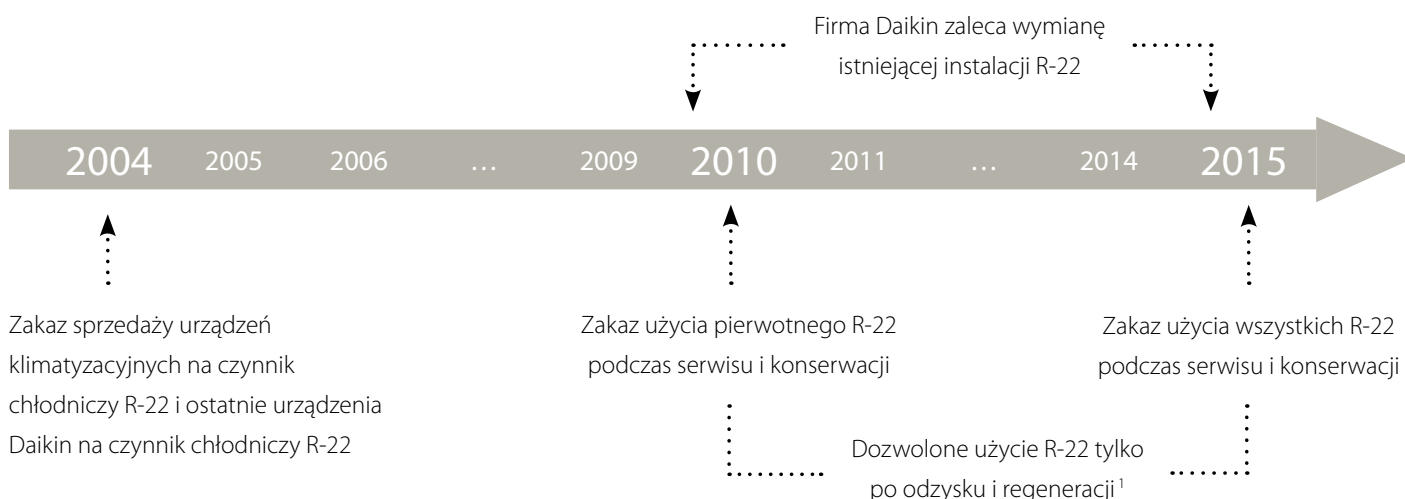 Firma Daikin zaleca wymianę
istniejącej instalacji R-22
2004 2005 2006 ... 2009 2010 2011 ... 2014 2015
Zakaz sprzedaży urządzeń
klimatyzacyjnych na czynnik
chłodniczy R-22 i ostatnie urządzenia
Daikin na czynnik chłodniczy R-22
Zakaz użycia pierwotnego R-22
podczas serwisu i konserwacji
Zakaz użycia wszystkich R-22
podczas serwisu i konserwacji
Dozwolone użycie R-22 tylko
po odzysku i regeneracji ¹